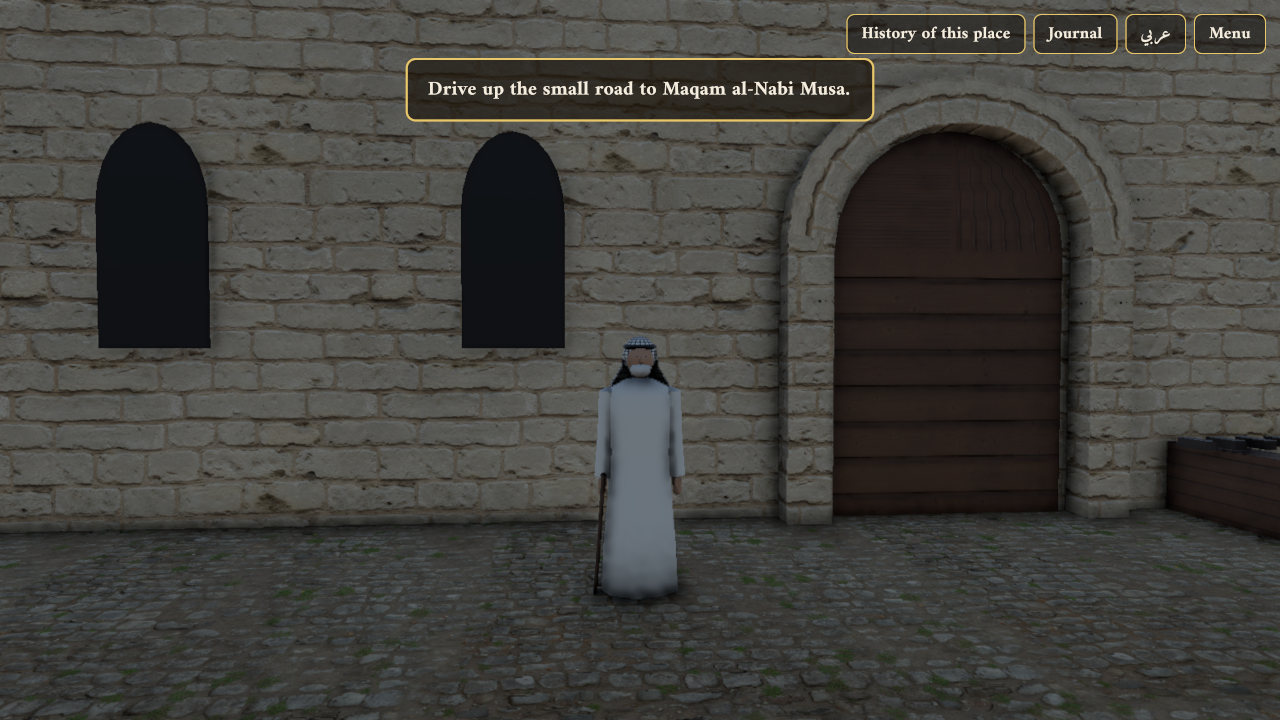 History of this place
Journal
عربي
Menu
Drive up the small road to Maqam al-Nabi Musa.